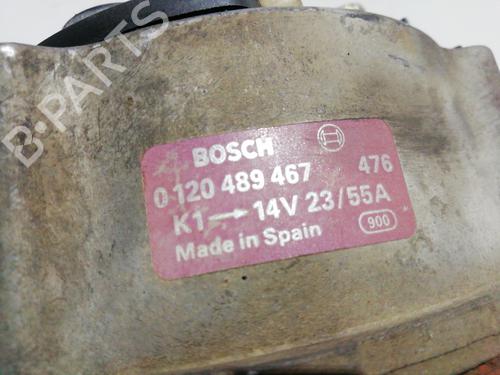 B-PARTS
BOSCH
0 120 489 467 476
K1→ 14V 23/55A
Made in Spain 900